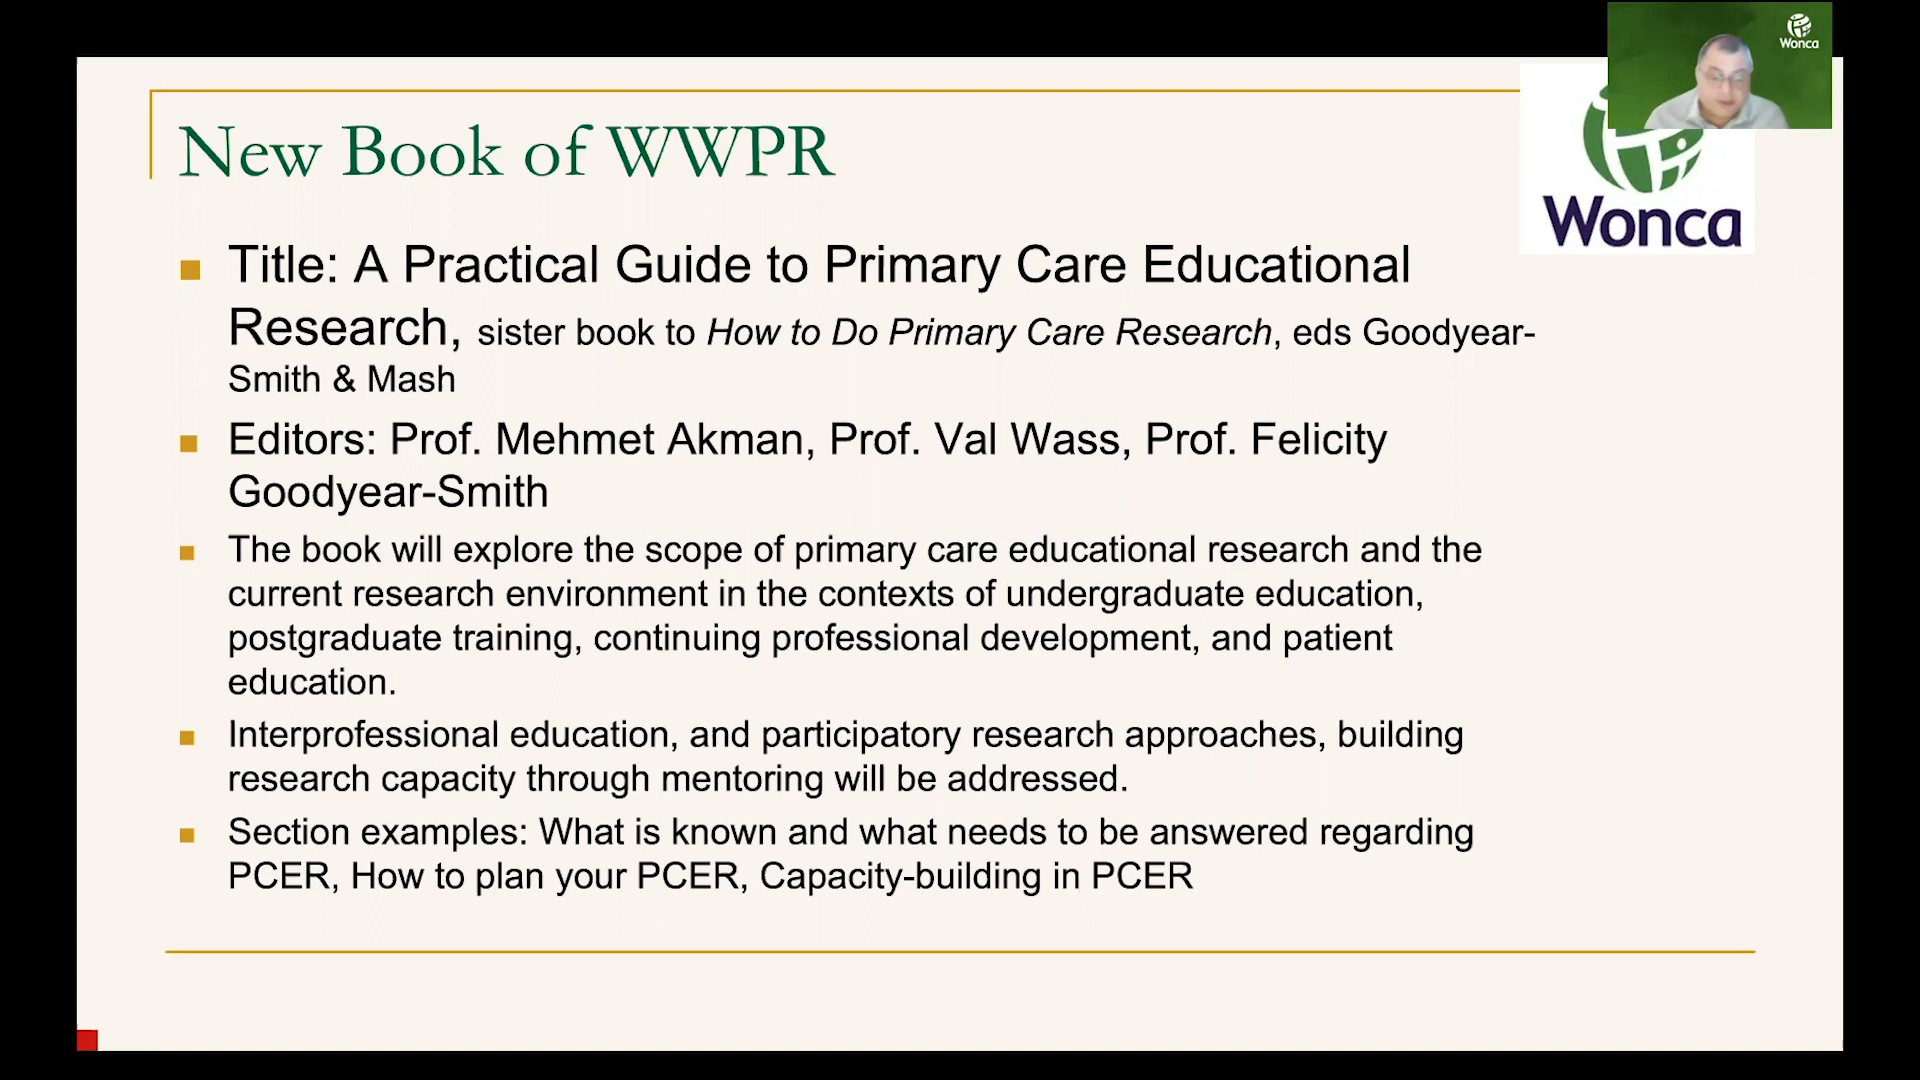 Wonca
New Book of WWPR
Wonca
Title: A Practical Guide to Primary Care Educational
Research, sister book to How to Do Primary Care Research, eds Goodyear-
Smith & Mash
Editors: Prof. Mehmet Akman, Prof. Val Wass, Prof. Felicity
Goodyear-Smith
The book will explore the scope of primary care educational research and the
current research environment in the contexts of undergraduate education,
postgraduate training, continuing professional development, and patient
education.
Interprofessional education, and participatory research approaches, building
research capacity through mentoring will be addressed.
Section examples: What is known and what needs to be answered regarding
PCER, How to plan your PCER, Capacity-building in PCER